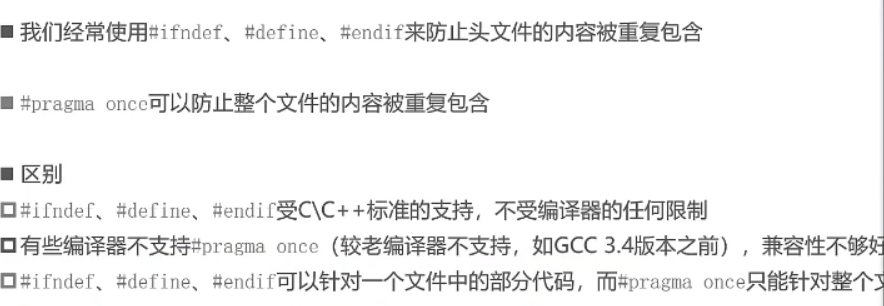 我们经常使用#ifndef、#define、#endif来防止头文件的内容被重复包含
#pragma once可以防止整个文件的内容被重复包含
区别
#ifndef、#define、#endif受C\C++标准的支持，不受编译器的任何限制
有些编译器不支持#pragma once（较老编译器不支持，如GCC 3.4版本之前），兼容性不够好
#ifndef、#define、#endif可以针对一个文件中的部分代码，而#pragma once只能针对整个文